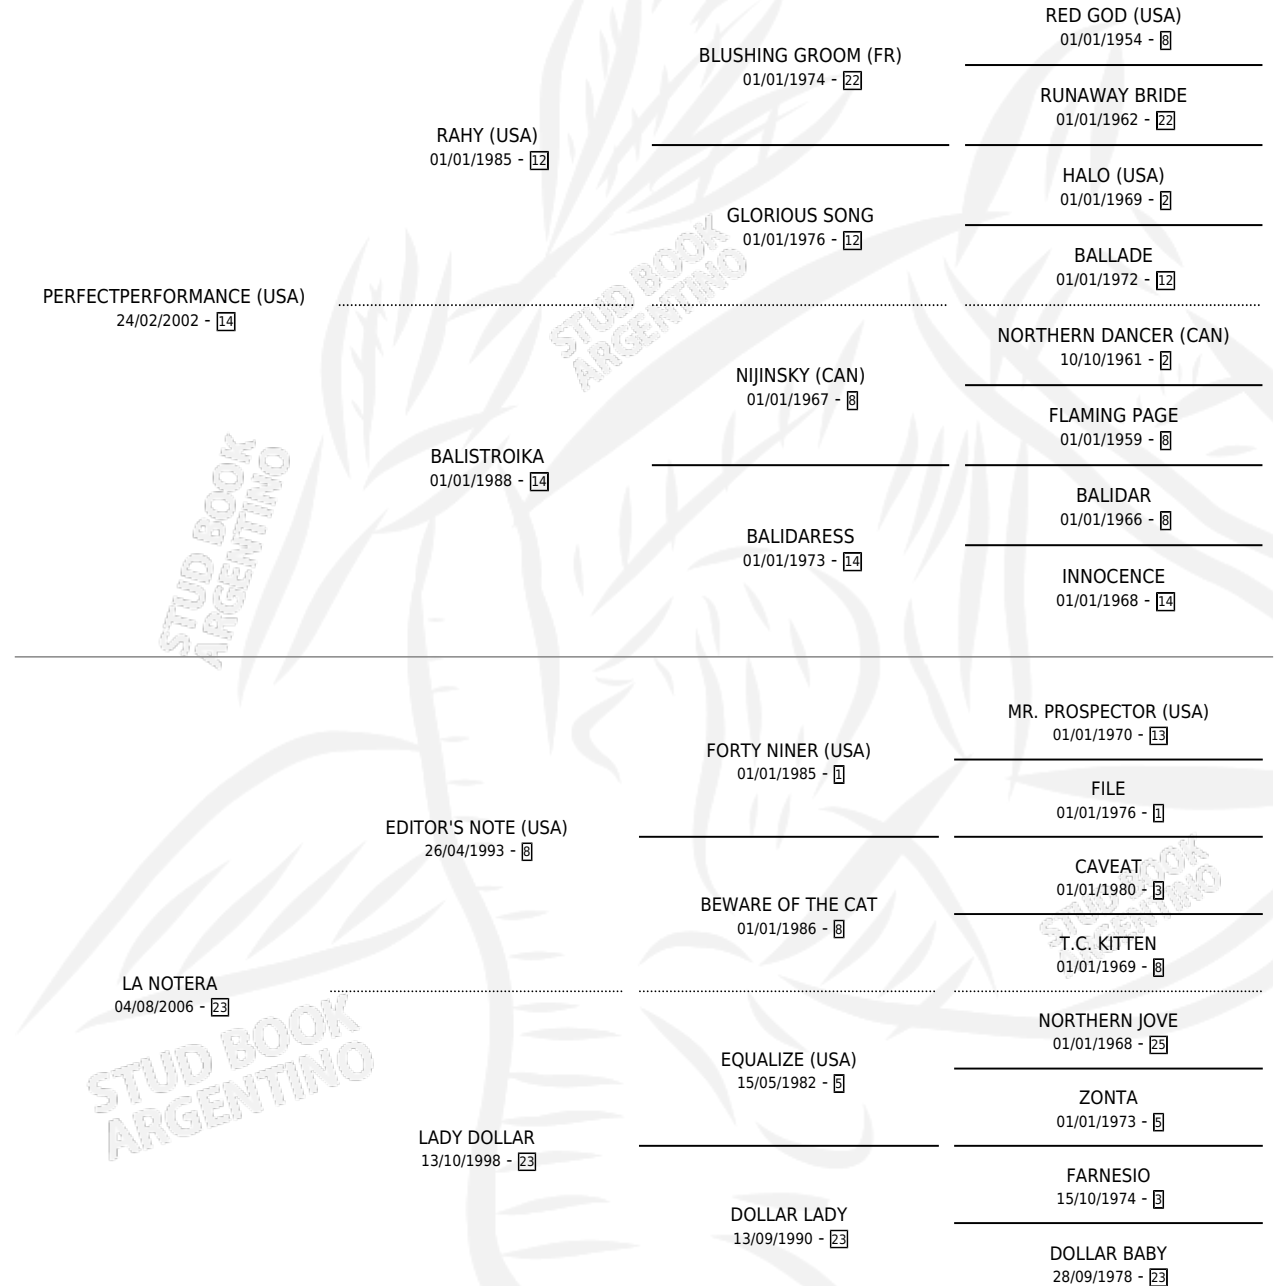 RED GOD (USA)
01/01/1954 - 8
BLUSHING GROOM (FR)
01/01/1974 - 22
RUNAWAY BRIDE
01/01/1962 - 22
RAHY (USA)
01/01/1985 - 12
HALO (USA)
01/01/1969 - 2
GLORIOUS SONG
01/01/1976 - 12
BALLADE
01/01/1972 - 12
STUD BOOK
ARGENTINO
PERFECTPERFORMANCE (USA)
24/02/2002 - 14
NORTHERN DANCER (CAN)
10/10/1961 - 2
NIJINSKY (CAN)
01/01/1967 - 8
FLAMING PAGE
01/01/1959 - 8
BALISTROIKA
01/01/1988 - 14
BALIDAR
01/01/1966 - 8
BALIDARESS
01/01/1973 - 14
INNOCENCE
01/01/1968 - 14
STUD BOOK
ARGENTINO
MR. PROSPECTOR (USA)
01/01/1970 - 13
FORTY NINER (USA)
01/01/1985 - 1
FILE
01/01/1976 - 1
EDITOR'S NOTE (USA)
26/04/1993 - 8
CAVEAT
01/01/1980 - 3
BEWARE OF THE CAT
01/01/1986 - 8
T.C. KITTEN
01/01/1969 - 8
STUD BOOK
ARGENTINO
LA NOTERA
04/08/2006 - 23
NORTHERN JOVE
01/01/1968 - 25
EQUALIZE (USA)
15/05/1982 - 5
ZONTA
01/01/1973 - 5
STUD BOOK
ARGENTINO
LADY DOLLAR
13/10/1998 - 23
FARNESIO
15/10/1974 - 3
DOLLAR LADY
13/09/1990 - 23
DOLLAR BABY
28/09/1978 - 23